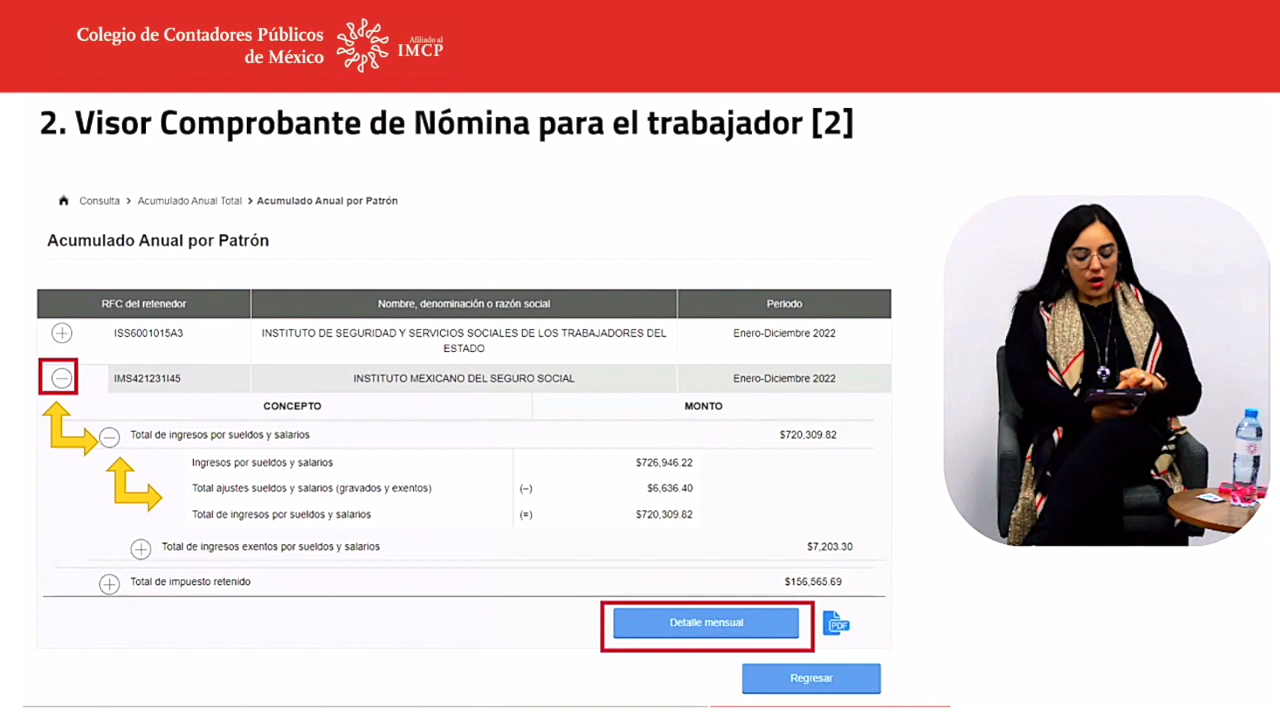 Colegio de Contadores Públicos
de México
Afiliado al
IMCP
2. Visor Comprobante de Nómina para el trabajador [2]
Consulta > Acumulado Anual Total > Acumulado Anual por Patrón
Acumulado Anual por Patrón
RFC del retenedor Nombre, denominación o razón social Periodo
ISS6001015A3 INSTITUTO DE SEGURIDAD Y SERVICIOS SOCIALES DE LOS TRABAJADORES DEL Enero-Diciembre 2022
ESTADO
IMS421231I45 INSTITUTO MEXICANO DEL SEGURO SOCIAL Enero-Diciembre 2022
CONCEPTO MONTO
Total de ingresos por sueldos y salarios $720,309.82
Ingresos por sueldos y salarios $726,946.22
Total ajustes sueldos y salarios (gravados y exentos) (–) $6,636.40
Total de ingresos por sueldos y salarios (=) $720,309.82
Total de ingresos exentos por sueldos y salarios $7,203.30
Total de impuesto retenido $156,565.69
Detalle mensual PDF
Regresar